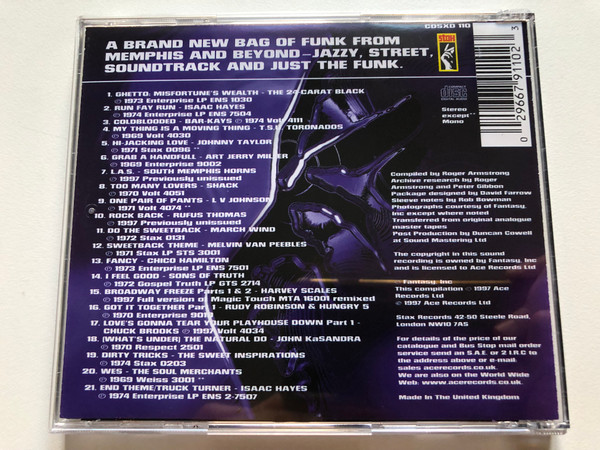 CDSXD 110
A BRAND NEW BAG OF FUNK FROM
MEMPHIS AND BEYOND-JAZZY, STREET,
SOUNDTRACK AND JUST THE FUNK.
Stax
COMPACT
disc
DIGITAL AUDIO
Stereo
except**
Mono
0 29667 91102 3
1. GHETTO: MISFORTUNE'S WEALTH - THE 24-CARAT BLACK
℗ 1973 Enterprise LP ENS 1030
2. RUN FAY RUN - ISAAC HAYES
℗ 1974 Enterprise LP ENS 7504
3. COLDBLOODED - BAR-KAYS ℗ 1974 Volt 4111
4. MY THING IS A MOVING THING - T.S.U. TORONADOS
℗ 1969 Volt 4030
5. HI-JACKING LOVE - JOHNNY TAYLOR
℗ 1971 Stax 0096 **
6. GRAB A HANDFULL - ART JERRY MILLER
℗ 1969 Enterprise 9002
7. L.A.S. - SOUTH MEMPHIS HORNS
℗ 1997 Previously unissued
8. TOO MANY LOVERS - SHACK
℗ 1970 Volt 4051
9. ONE PAIR OF PANTS - L V JOHNSON
℗ 1971 Volt 4074 **
10. ROCK BACK - RUFUS THOMAS
℗ 1997 Previously unissued
11. DO THE SWEETBACK - MARCH WIND
℗ 1972 Stax 0131
12. SWEETBACK THEME - MELVIN VAN PEEBLES
℗ 1971 Stax LP STS 3001
13. FANCY - CHICO HAMILTON
℗ 1973 Enterprise LP ENS 7501
14. I FEEL GOOD - SONS OF TRUTH
℗ 1972 Gospel Truth LP GTS 2714
15. BROADWAY FREEZE Parts 1 & 2 - HARVEY SCALES
℗ 1997 Full version of Magic Touch MTA 16001 remixed
16. GOT IT TOGETHER Part 1 - RUDY ROBINSON & HUNGRY 5
℗ 1970 Enterprise
17. LOVE'S GONNA TEAR YOUR PLAYHOUSE DOWN Part 1 -
CHUCK BROOKS ℗ Volt 4034
18. (WHAT'S UNDER) THE NATURAL DO - JOHN KaSANDRA
℗ 1970 Respect 2501
19. DIRTY TRICKS - THE SWEET INSPIRATIONS
℗ 1974 Stax 0203
20. WES - THE SOUL MERCHANTS
℗ 1969 Weiss 3001 **
21. END THEME/TRUCK TURNER - ISAAC HAYES
℗ 1974 Enterprise LP ENS 2-7507
Compiled by Roger Armstrong
Archive research by Roger
Armstrong and Peter Gibbon
Package designed by David Farrow
Sleeve notes by Rob Bowman
Photographs courtesy of Fantasy,
Inc except where noted
Transferred from original analogue
master tapes
Post Production by Duncan Cowell
at Sound Mastering Ltd
The copyright in this sound
recording is owned by Fantasy, Inc
and is licensed to Ace Records Ltd
Fantasy, Inc
This compilation ℗ 1997 Ace
Records Ltd
© 1997 Ace Records Ltd
Stax Records 42-50 Steele Road,
London NW10 7AS
For details of the price of our
catalogue and Bus Stop mail order
service send an S.A.E. or 2 I.R.C to
the address above or e-mail.
sales acerecords.co.uk.
We are also on the World Wide
Web. www.acerecords.co.uk.
Made In The United Kingdom